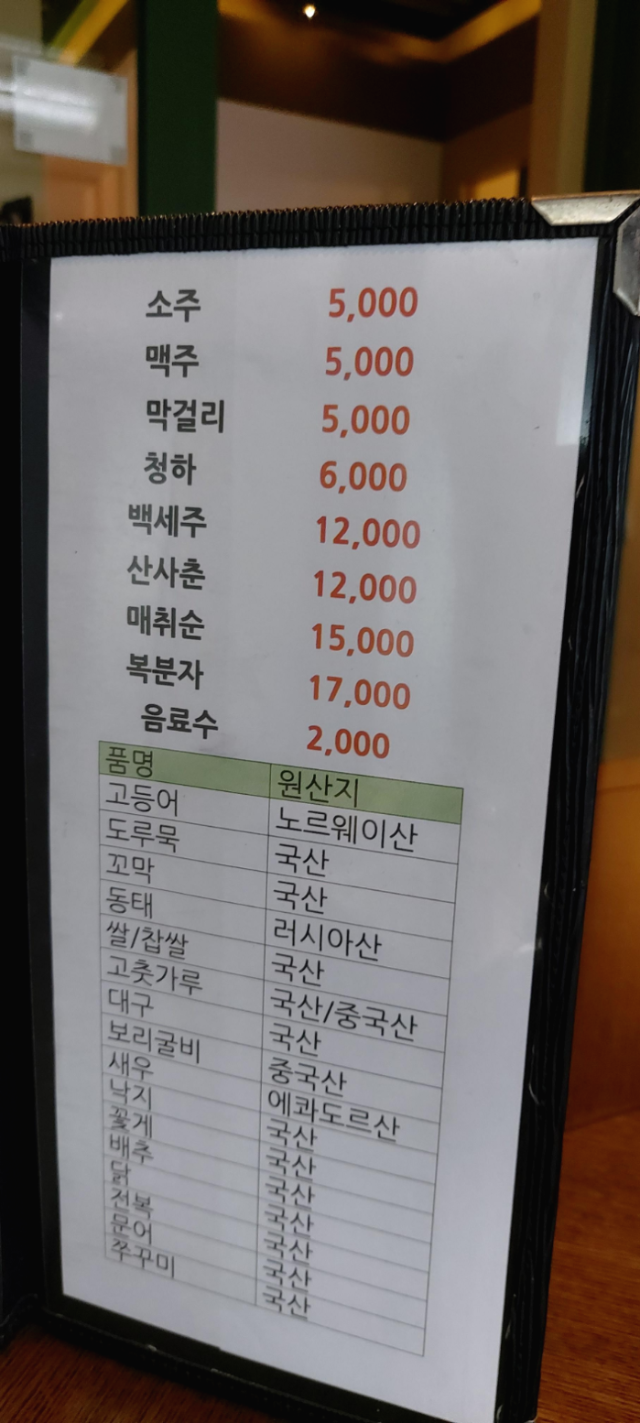 소주 5,000
맥주 5,000
막걸리 5,000
청하 6,000
백세주 12,000
산사춘 12,000
매취순 15,000
복분자 17,000
음료수 2,000
품명 원산지
고등어 노르웨이산
도루묵 국산
꼬막 국산
동태 러시아산
쌀/찹쌀 국산
고춧가루 국산/중국산
대구 국산
보리굴비 중국산
새우 에콰도르산
낙지 국산
꽃게 국산
배추 국산
닭 국산
전복 국산
문어 국산
쭈꾸미 국산